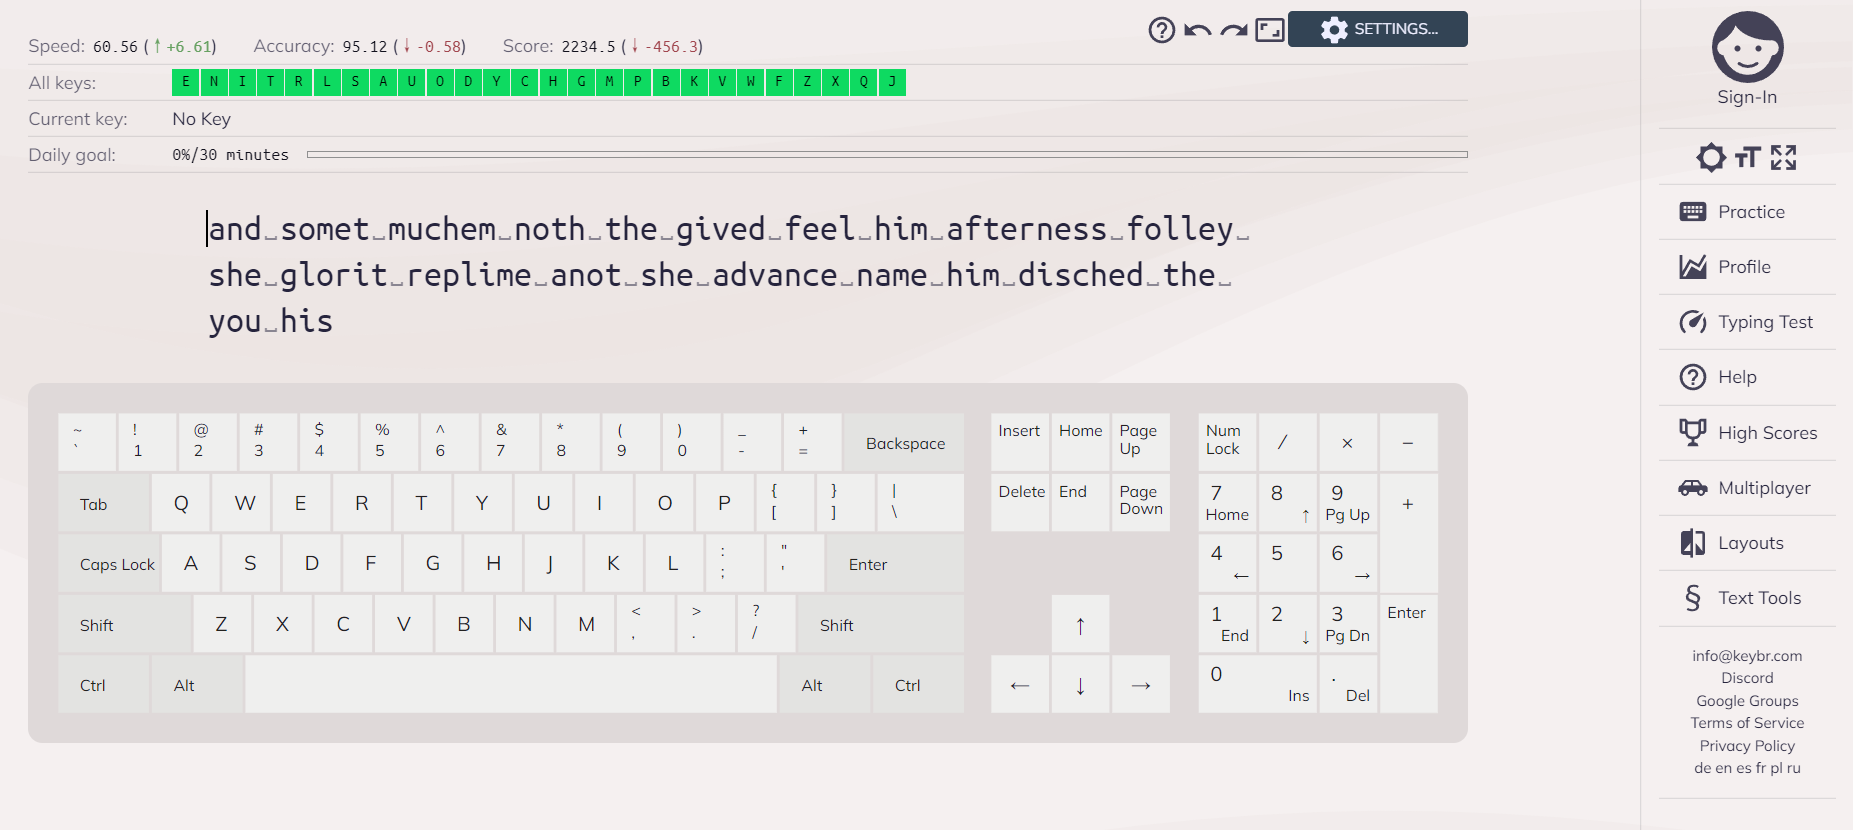 Speed: 60.56 (↑ +6.61) Accuracy: 95.12 (↓ -0.58) Score: 2234.5 (↓ -456.3)
SETTINGS...
All keys: E N I T R L S A U O D Y C H G M P B K V W F Z X Q J
Current key: No Key
Daily goal: 0%/30 minutes
and␣somet␣muchem␣noth␣the␣gived␣feel␣him␣afterness␣folley␣
she␣glorit␣replime␣anot␣she␣advance␣name␣him␣disched␣the␣
you␣his
~ ! @ # $ % ^ & * ( ) _ +
` 1 2 3 4 5 6 7 8 9 0 - = Backspace
Tab Q W E R T Y U I O P { } |
[ ] \
Caps Lock A S D F G H J K L : " Enter
; '
Shift Z X C V B N M < > ? Shift
, . /
Ctrl Alt Alt Ctrl
Insert Home Page Up
Delete End Page Down
↑
← ↓ →
Num Lock / × −
7 Home 8 ↑ 9 Pg Up +
4 ← 5 6 →
1 End 2 ↓ 3 Pg Dn Enter
0 Ins . Del
Sign-In
TT
Practice
Profile
Typing Test
Help
High Scores
Multiplayer
Layouts
§ Text Tools
info@keybr.com
Discord
Google Groups
Terms of Service
Privacy Policy
de en es fr pl ru